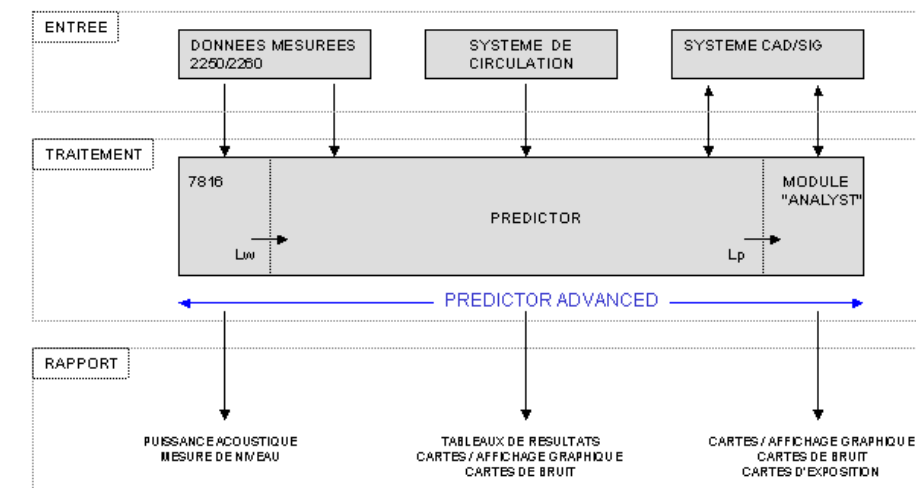 ENTREE
DONNEES MESUREES
2250/2260
SYSTEME DE
CIRCULATION
SYSTEME CAD/SIG
TRAITEMENT
7816
PREDICTOR
MODULE
"ANALYST"
Lw
Lp
PREDICTOR ADVANCED
RAPPORT
PUISSANCE ACOUSTIQUE
MESURE DE NIVEAU
TABLEAUX DE RESULTATS
CARTES / AFFICHAGE GRAPHIQUE
CARTES DE BRUIT
CARTES / AFFICHAGE GRAPHIQUE
CARTES DE BRUIT
CARTES D'EXPOSITION